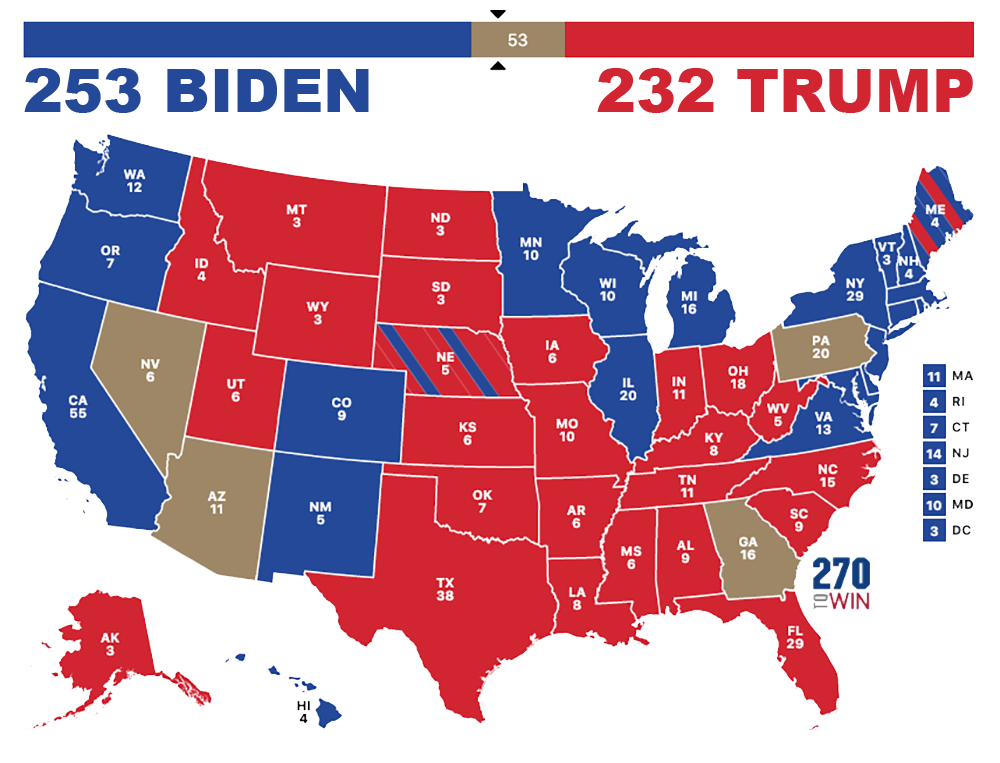 53
253 BIDEN
232 TRUMP
WA
12
OR
7
CA
55
NV
6
ID
4
MT
3
WY
3
UT
6
AZ
11
CO
9
NM
5
ND
3
SD
3
NE
5
KS
6
OK
7
TX
38
MN
10
IA
6
MO
10
AR
6
LA
8
WI
10
IL
20
MI
16
IN
11
OH
18
KY
8
TN
11
MS
6
AL
9
GA
16
FL
29
SC
9
NC
15
VA
13
WV
5
PA
20
NY
29
VT
3
NH
4
ME
4
11 MA
4 RI
7 CT
14 NJ
3 DE
10 MD
3 DC
AK
3
HI
4
270
TO WIN